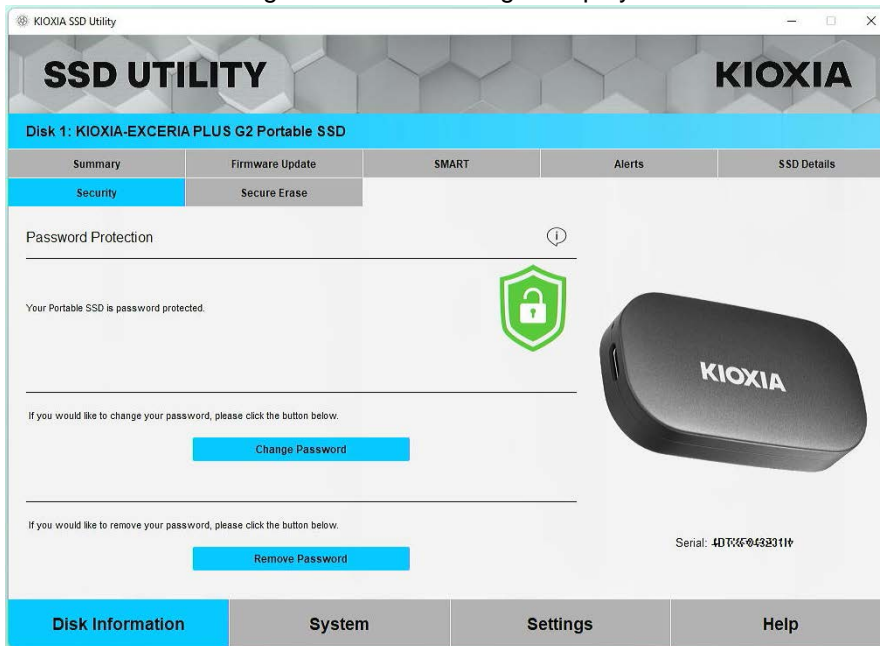 KIOXIA SSD Utility
SSD UTILITY
KIOXIA
Disk 1: KIOXIA-EXCERIA PLUS G2 Portable SSD
Summary Firmware Update SMART Alerts SSD Details
Security Secure Erase
Password Protection
Your Portable SSD is password protected.
KIOXIA
If you would like to change your password, please click the button below.
Change Password
If you would like to remove your password, please click the button below.
Serial:
Remove Password
Disk Information System Settings Help